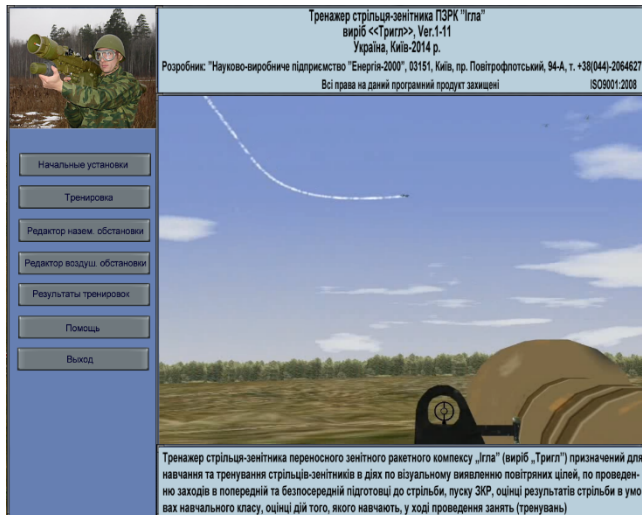 Тренажер стрільця-зенітника ПЗРК "Ігла"
виріб <<Тригл>>, Ver.1-11
Україна, Київ-2014 р.
Розробник: "Науково-виробниче підприємство "Енергія-2000", 03151, Київ, пр. Повітрофлотський, 94-А, т. +38(044)-2064627
Всі права на даний програмний продукт захищені ISO9001:2008
Начальные установки
Тренировка
Редактор назем. обстановки
Редактор воздуш. обстановки
Результаты тренировок
Помощь
Выход
Тренажер стрільця-зенітника переносного зенітного ракетного компексу „Ігла” (виріб „Тригл”) призначений для
навчання та тренування стрільців-зенітників в діях по візуальному виявленню повітряних цілей, по проведен-
ню заходів в попередній та безпосередній підготовці до стрільби, пуску ЗКР, оцінці результатів стрільби в умо
вах навчального класу, оцінці дій того, якого навчають, у ході проведення занять (тренувань)